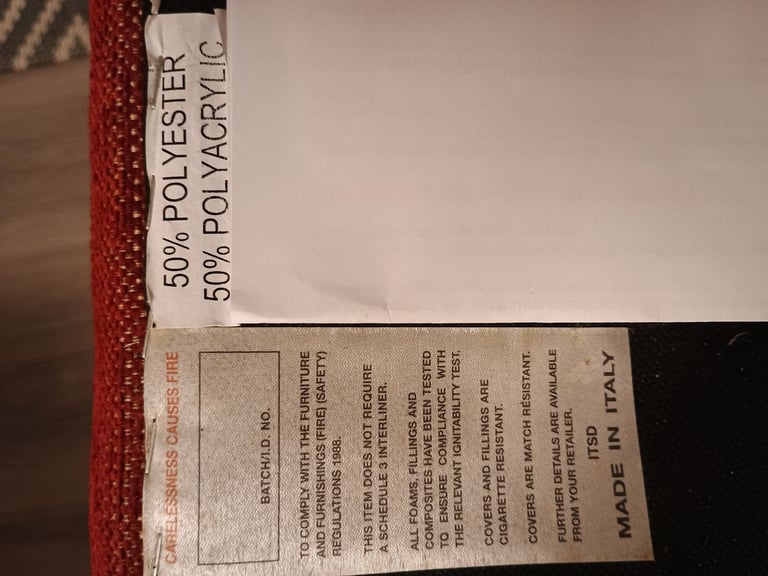 50% POLYESTER
50% POLYACRYLIC
CARELESSNESS CAUSES FIRE
BATCH/I.D. NO.
TO COMPLY WITH THE FURNITURE
AND FURNISHINGS (FIRE) (SAFETY)
REGULATIONS 1988.
THIS ITEM DOES NOT REQUIRE
A SCHEDULE 3 INTERLINER.
ALL FOAMS, FILLINGS AND
COMPOSITES HAVE BEEN TESTED
TO ENSURE COMPLIANCE WITH
THE RELEVANT IGNITABILITY TEST.
COVERS AND FILLINGS ARE
CIGARETTE RESISTANT.
COVERS ARE MATCH RESISTANT.
FURTHER DETAILS ARE AVAILABLE
FROM YOUR RETAILER.
ITSD
MADE IN ITALY